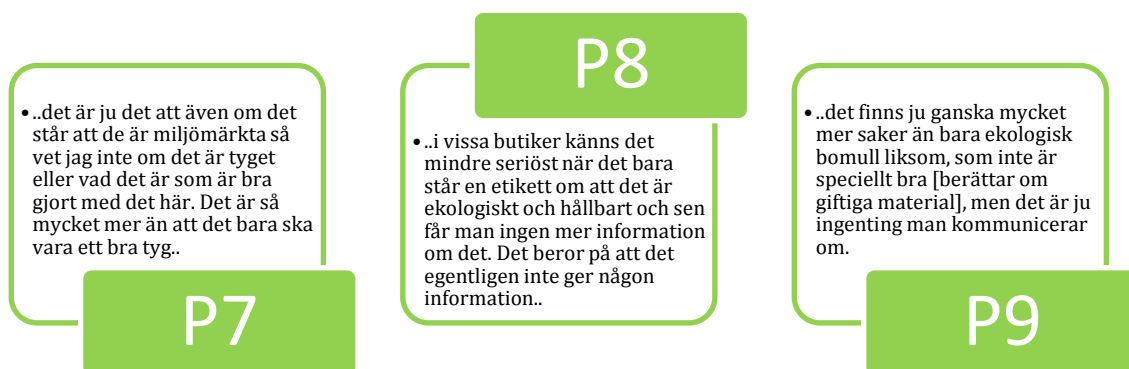 •..det är ju det att även om det
står att de är miljömärkta så
vet jag inte om det är tyget
eller vad det är som är bra
gjort med det här. Det är så
mycket mer än att det bara ska
vara ett bra tyg..
P7
P8
•..i vissa butiker känns det
mindre seriöst när det bara
står en etikett om att det är
ekologiskt och hållbart och sen
får man ingen mer information
om det. Det beror på att det
egentligen inte ger någon
information..
•..det finns ju ganska mycket
mer saker än bara ekologisk
bomull liksom, som inte är
speciellt bra [berättar om
giftiga material], men det är ju
ingenting man kommunicerar
om.
P9